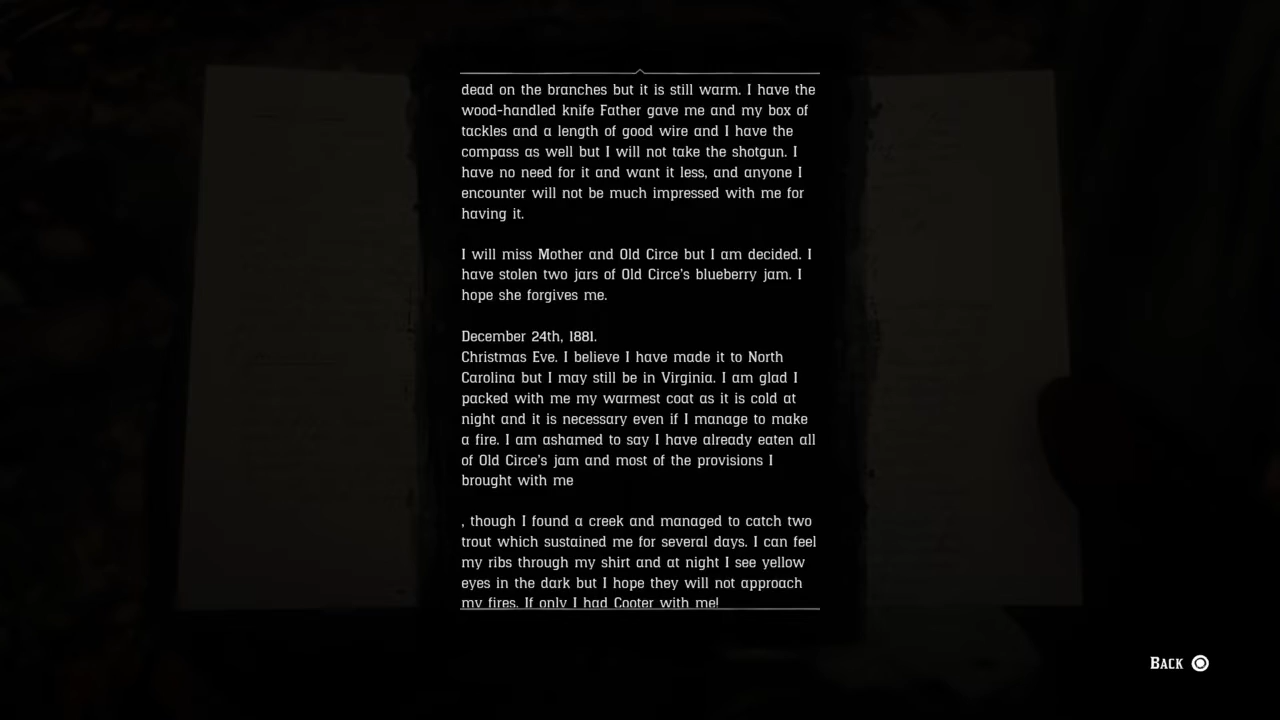 dead on the branches but it is still warm. I have the
wood-handled knife Father gave me and my box of
tackles and a length of good wire and I have the
compass as well but I will not take the shotgun. I
have no need for it and want it less, and anyone I
encounter will not be much impressed with me for
having it.
I will miss Mother and Old Circe but I am decided. I
have stolen two jars of Old Circe's blueberry jam. I
hope she forgives me.
December 24th, 1881.
Christmas Eve. I believe I have made it to North
Carolina but I may still be in Virginia. I am glad I
packed with me my warmest coat as it is cold at
night and it is necessary even if I manage to make
a fire. I am ashamed to say I have already eaten all
of Old Circe's jam and most of the provisions I
brought with me
, though I found a creek and managed to catch two
trout which sustained me for several days. I can feel
my ribs through my shirt and at night I see yellow
eyes in the dark but I hope they will not approach
my fires. If only I had Cooter with me!
Back